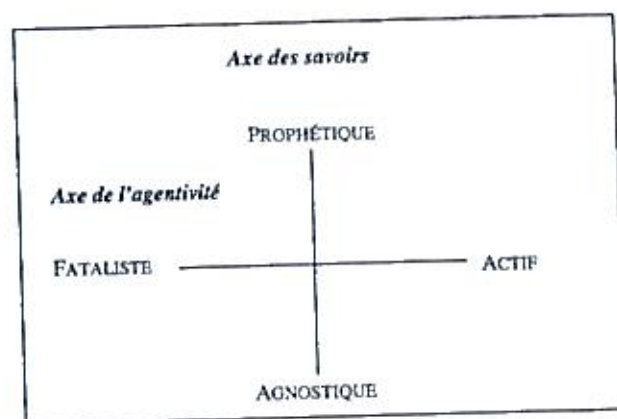 Axe des savoirs
PROPHÉTIQUE
Axe de l'agentivité
FATALISTE ACTIF
AGNOSTIQUE